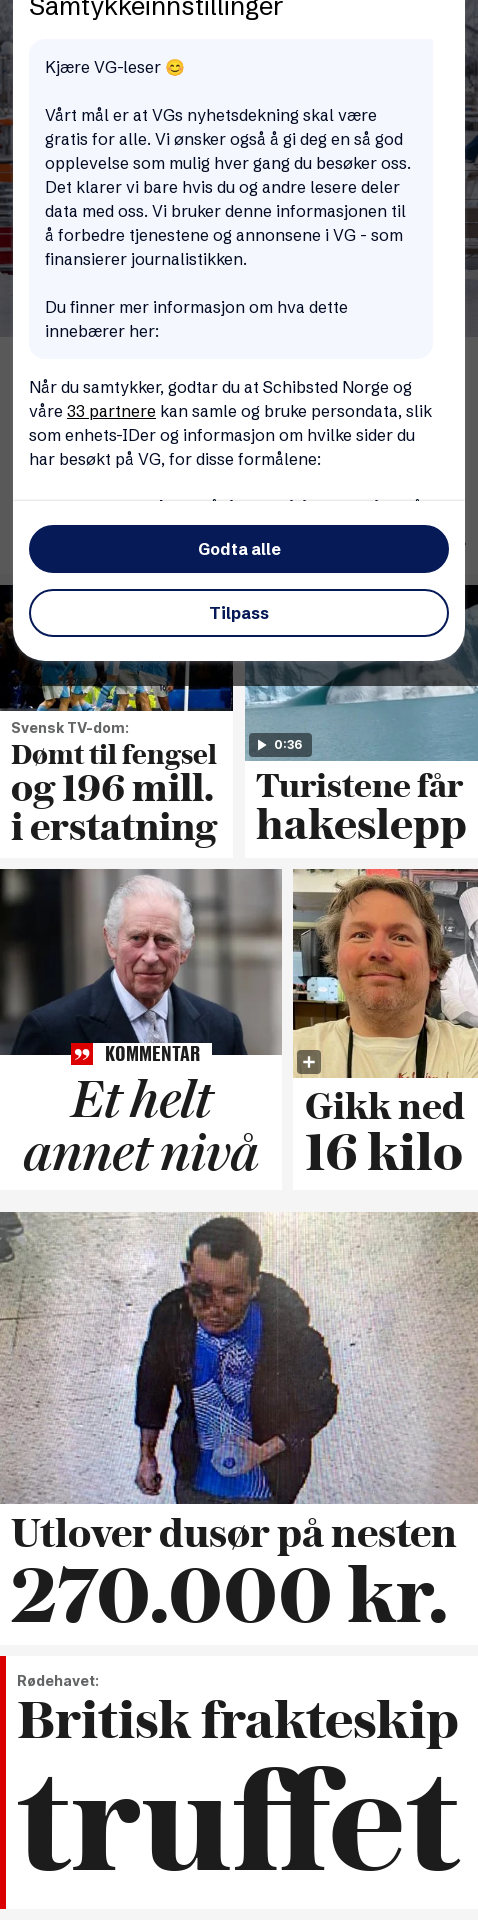 Samtykkeinnstillinger
Kjære VG-leser 😊
Vårt mål er at VGs nyhetsdekning skal være
gratis for alle. Vi ønsker også å gi deg en så god
opplevelse som mulig hver gang du besøker oss.
Det klarer vi bare hvis du og andre lesere deler
data med oss. Vi bruker denne informasjonen til
å forbedre tjenestene og annonsene i VG - som
finansierer journalistikken.
Du finner mer informasjon om hva dette
innebærer her:
Når du samtykker, godtar du at Schibsted Norge og
våre 33 partnere kan samle og bruke persondata, slik
som enhets-IDer og informasjon om hvilke sider du
har besøkt på VG, for disse formålene:
Godta alle
Tilpass
Svensk TV-dom:
Dømt til fengsel
og 196 mill.
i erstatning
0:36
Turistene får
hakeslepp
KOMMENTAR
Et helt
annet nivå
Gikk ned
16 kilo
Utlover dusør på nesten
270.000 kr.
Rødehavet:
Britisk frakteskip
truffet